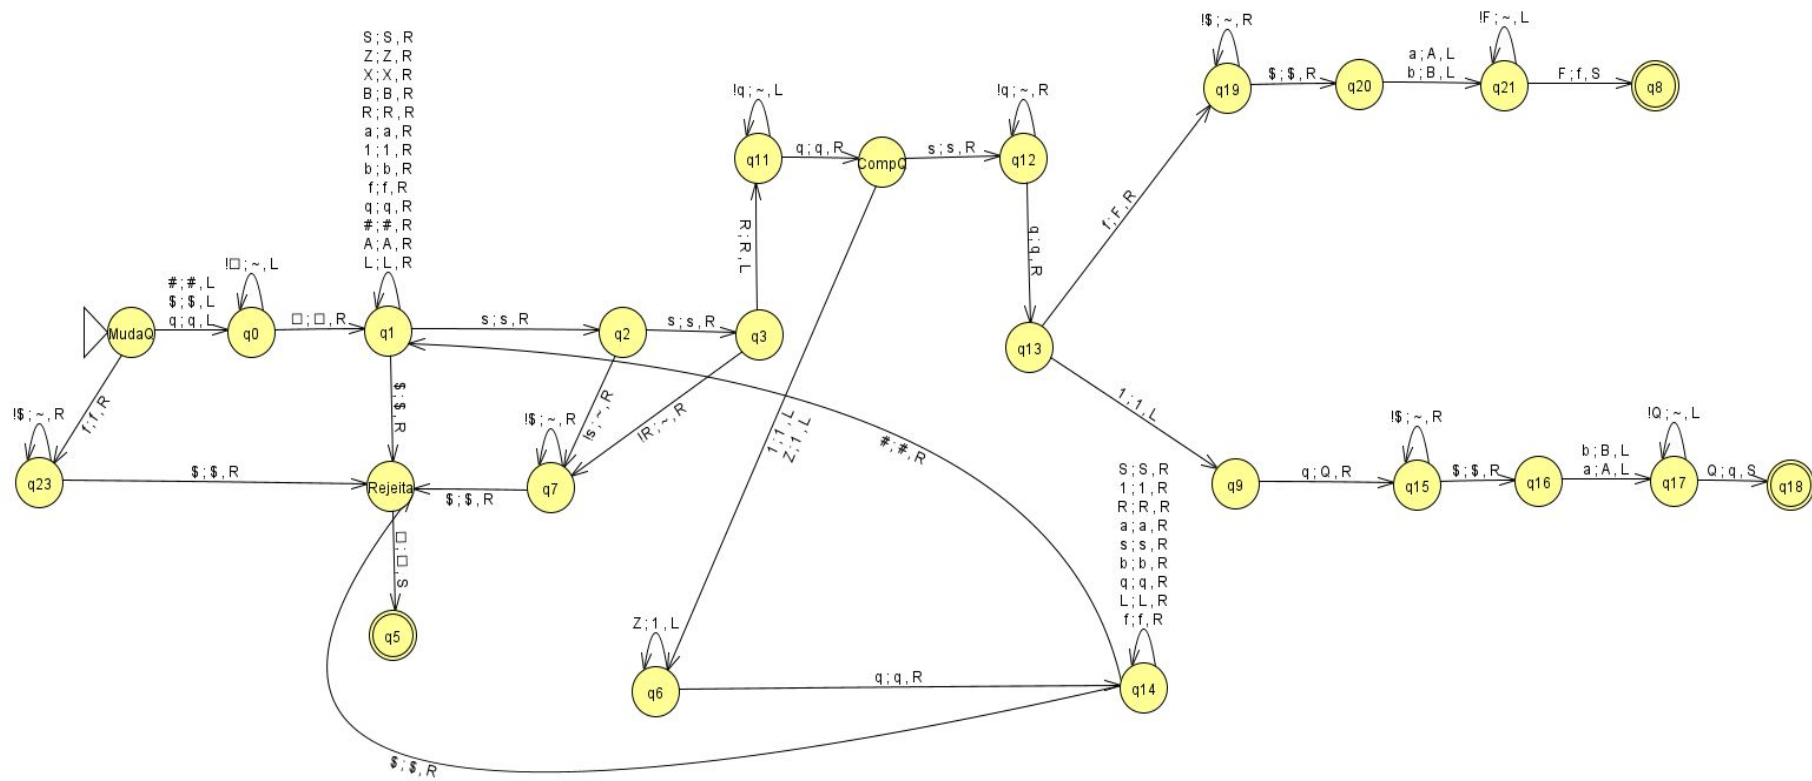 !$;~,R
q19
$;$,R
q20
a;A,L
b;B,L
!F;~,L
q21
F;f,S
q8
S;S,R
Z;Z,R
X;X,R
B;B,R
R;R,R
a;a,R
1;1,R
b;b,R
f;f,R
q;q,R
#;#,R
A;A,R
L;L,R
!q;~,L
q11
q;q,R
CompQ
s;s,R
!q;~,R
q12
f;F,R
R;R,L
q;q,R
MudaQ
#;#,L
$;$,L
q;q,L
!□;~,L
q0
□;□,R
q1
s;s,R
q2
s;s,R
q3
q13
f;f,R
$;$,R
!s;~,R
!R;~,R
1;1,L
Z;1,L
#;#,R
1;1,L
!$;~,R
q23
$;$,R
Rejeita
$;$,R
!$;~,R
q7
q9
q;Q,R
!$;~,R
q15
$;$,R
q16
b;B,L
a;A,L
!Q;~,L
q17
Q;q,S
q18
□;□,S
q5
S;S,R
1;1,R
R;R,R
a;a,R
s;s,R
b;b,R
q;q,R
L;L,R
f;f,R
Z;1,L
q6
q;q,R
q14
$;$,R